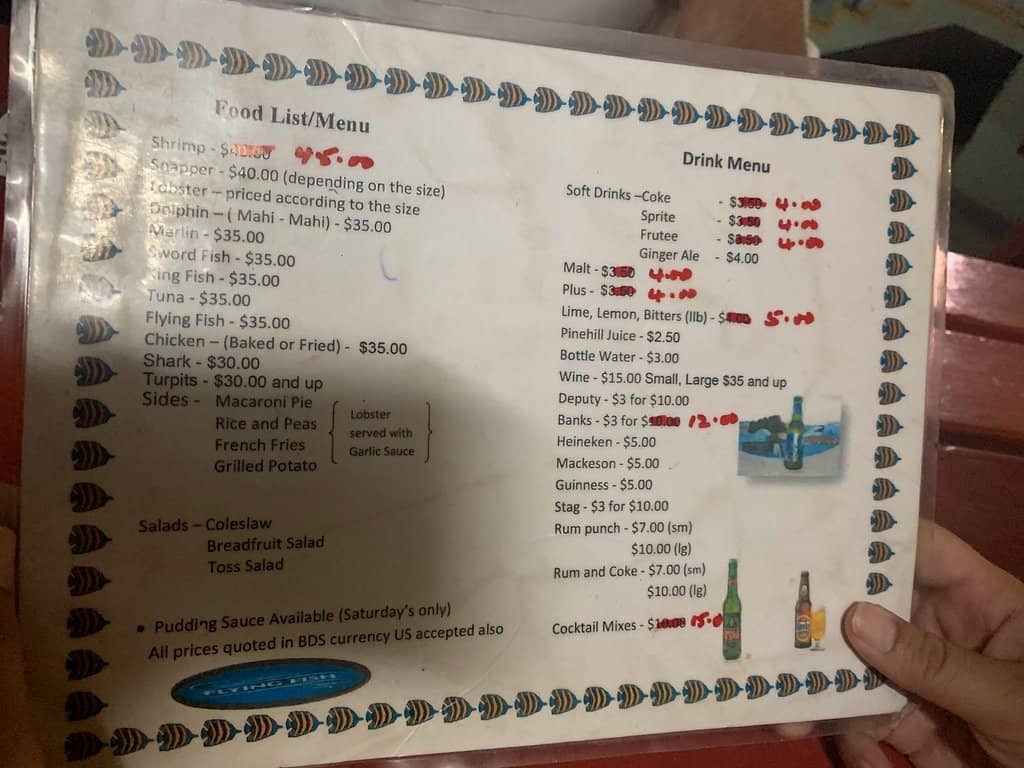 Food List/Menu
Shrimp - $40.00 45.00
Snapper - $40.00 (depending on the size)
Lobster – priced according to the size
Dolphin – ( Mahi - Mahi) - $35.00
Marlin - $35.00
Sword Fish - $35.00
King Fish - $35.00
Tuna - $35.00
Flying Fish - $35.00
Chicken – (Baked or Fried) - $35.00
Shark - $30.00
Turpits - $30.00 and up
Sides - Macaroni Pie
Rice and Peas
French Fries
Grilled Potato
Lobster
served with
Garlic Sauce
Salads – Coleslaw
Breadfruit Salad
Toss Salad
• Pudding Sauce Available (Saturday's only)
All prices quoted in BDS currency US accepted also
FLYING FISH
Drink Menu
Soft Drinks –Coke - $3.50 4.00
Sprite - $3.50 4.00
Frutee - $3.50 4.00
Ginger Ale - $4.00
Malt - $3.50 4.00
Plus - $3.50 4.00
Lime, Lemon, Bitters (llb) - $4.00 5.00
Pinehill Juice - $2.50
Bottle Water - $3.00
Wine - $15.00 Small, Large $35 and up
Deputy - $3 for $10.00
Banks - $3 for $10.00 12.00
Heineken - $5.00
Mackeson - $5.00
Guinness - $5.00
Stag - $3 for $10.00
Rum punch - $7.00 (sm)
$10.00 (lg)
Rum and Coke - $7.00 (sm)
$10.00 (lg)
Cocktail Mixes - $10.00 15.0